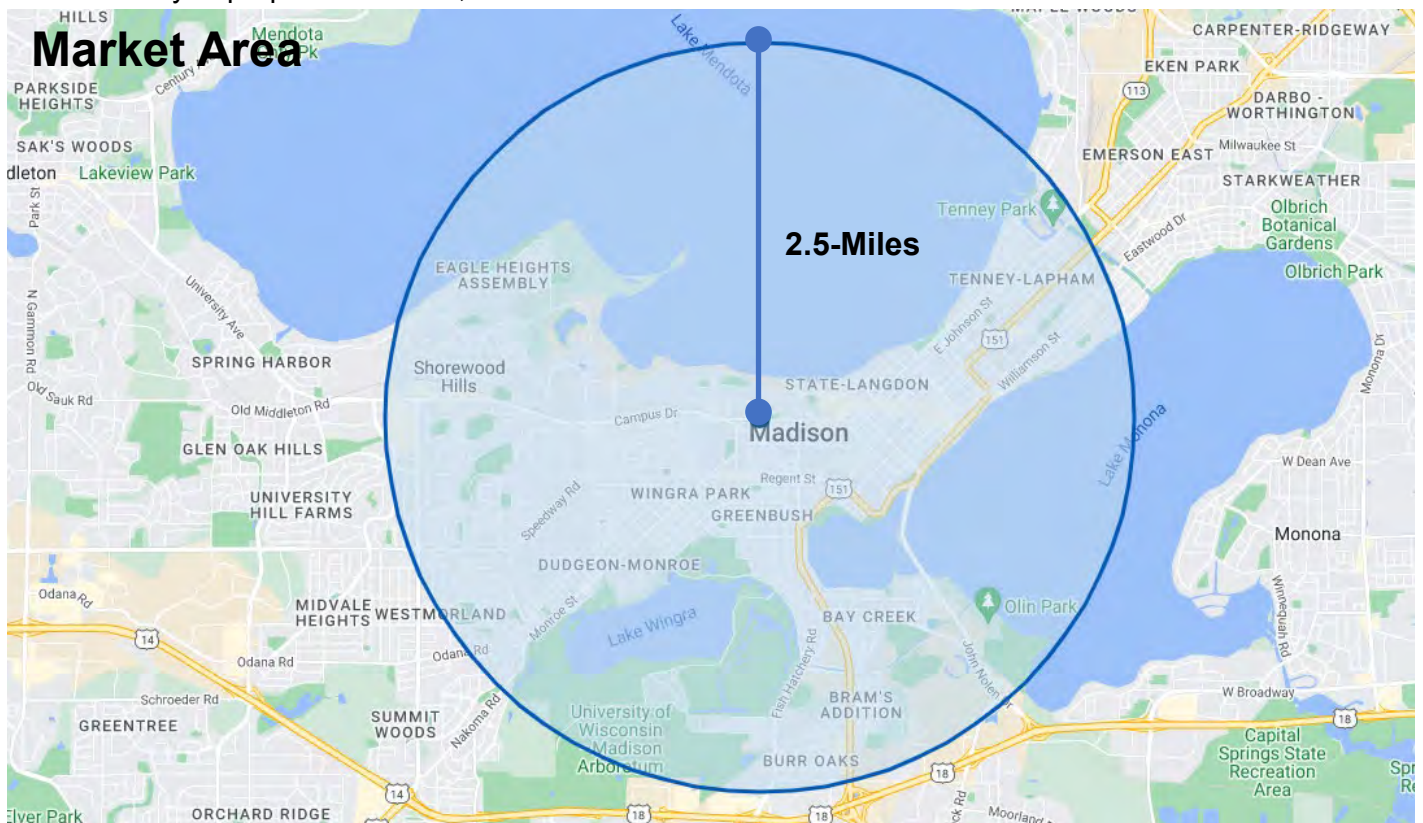 HILLS
Mendota
Pk
Market Area
CARPENTER-RIDGEWAY
EKEN PARK
Century Av
PARKSIDE
HEIGHTS
Lake Mendota
113
DARBO -
WORTHINGTON
SAK'S WOODS
dleton
Lakeview Park
EMERSON EAST
Milwaukee St
STARKWEATHER
Park St
Tenney Park
Olbrich
Botanical
Gardens
Eastwood Dr
2.5-Miles
EAGLE HEIGHTS
ASSEMBLY
TENNEY-LAPHAM
Olbrich Park
University Ave
N Gammon Rd
E Johnson St
151
Williamson St
Monona Dr
SPRING HARBOR
Shorewood
Hills
STATE-LANGDON
Old Sauk Rd
Old Middleton Rd
Campus Dr
Madison
Lake Monona
GLEN OAK HILLS
W Dean Ave
UNIVERSITY
HILL FARMS
Speedway Rd
WINGRA PARK
Regent St
151
GREENBUSH
Monona
DUDGEON-MONROE
Odana Rd
MIDVALE
HEIGHTS
WESTMORLAND
Monroe St
Lake Wingra
BAY CREEK
Olin Park
Winnequah Rd
14
Odana Rd
Odana Rd
Fish Hatchery Rd
John Nolen Dr
Schroeder Rd
W Broadway
GREENTREE
SUMMIT
WOODS
Nakoma Rd
University of
Wisconsin
Madison
Arboretum
BRAM'S
ADDITION
18
Capital
Springs State
Recreation
Area
BURR OAKS
18
14
Elver Park
ORCHARD RIDGE
18
18
Moorland